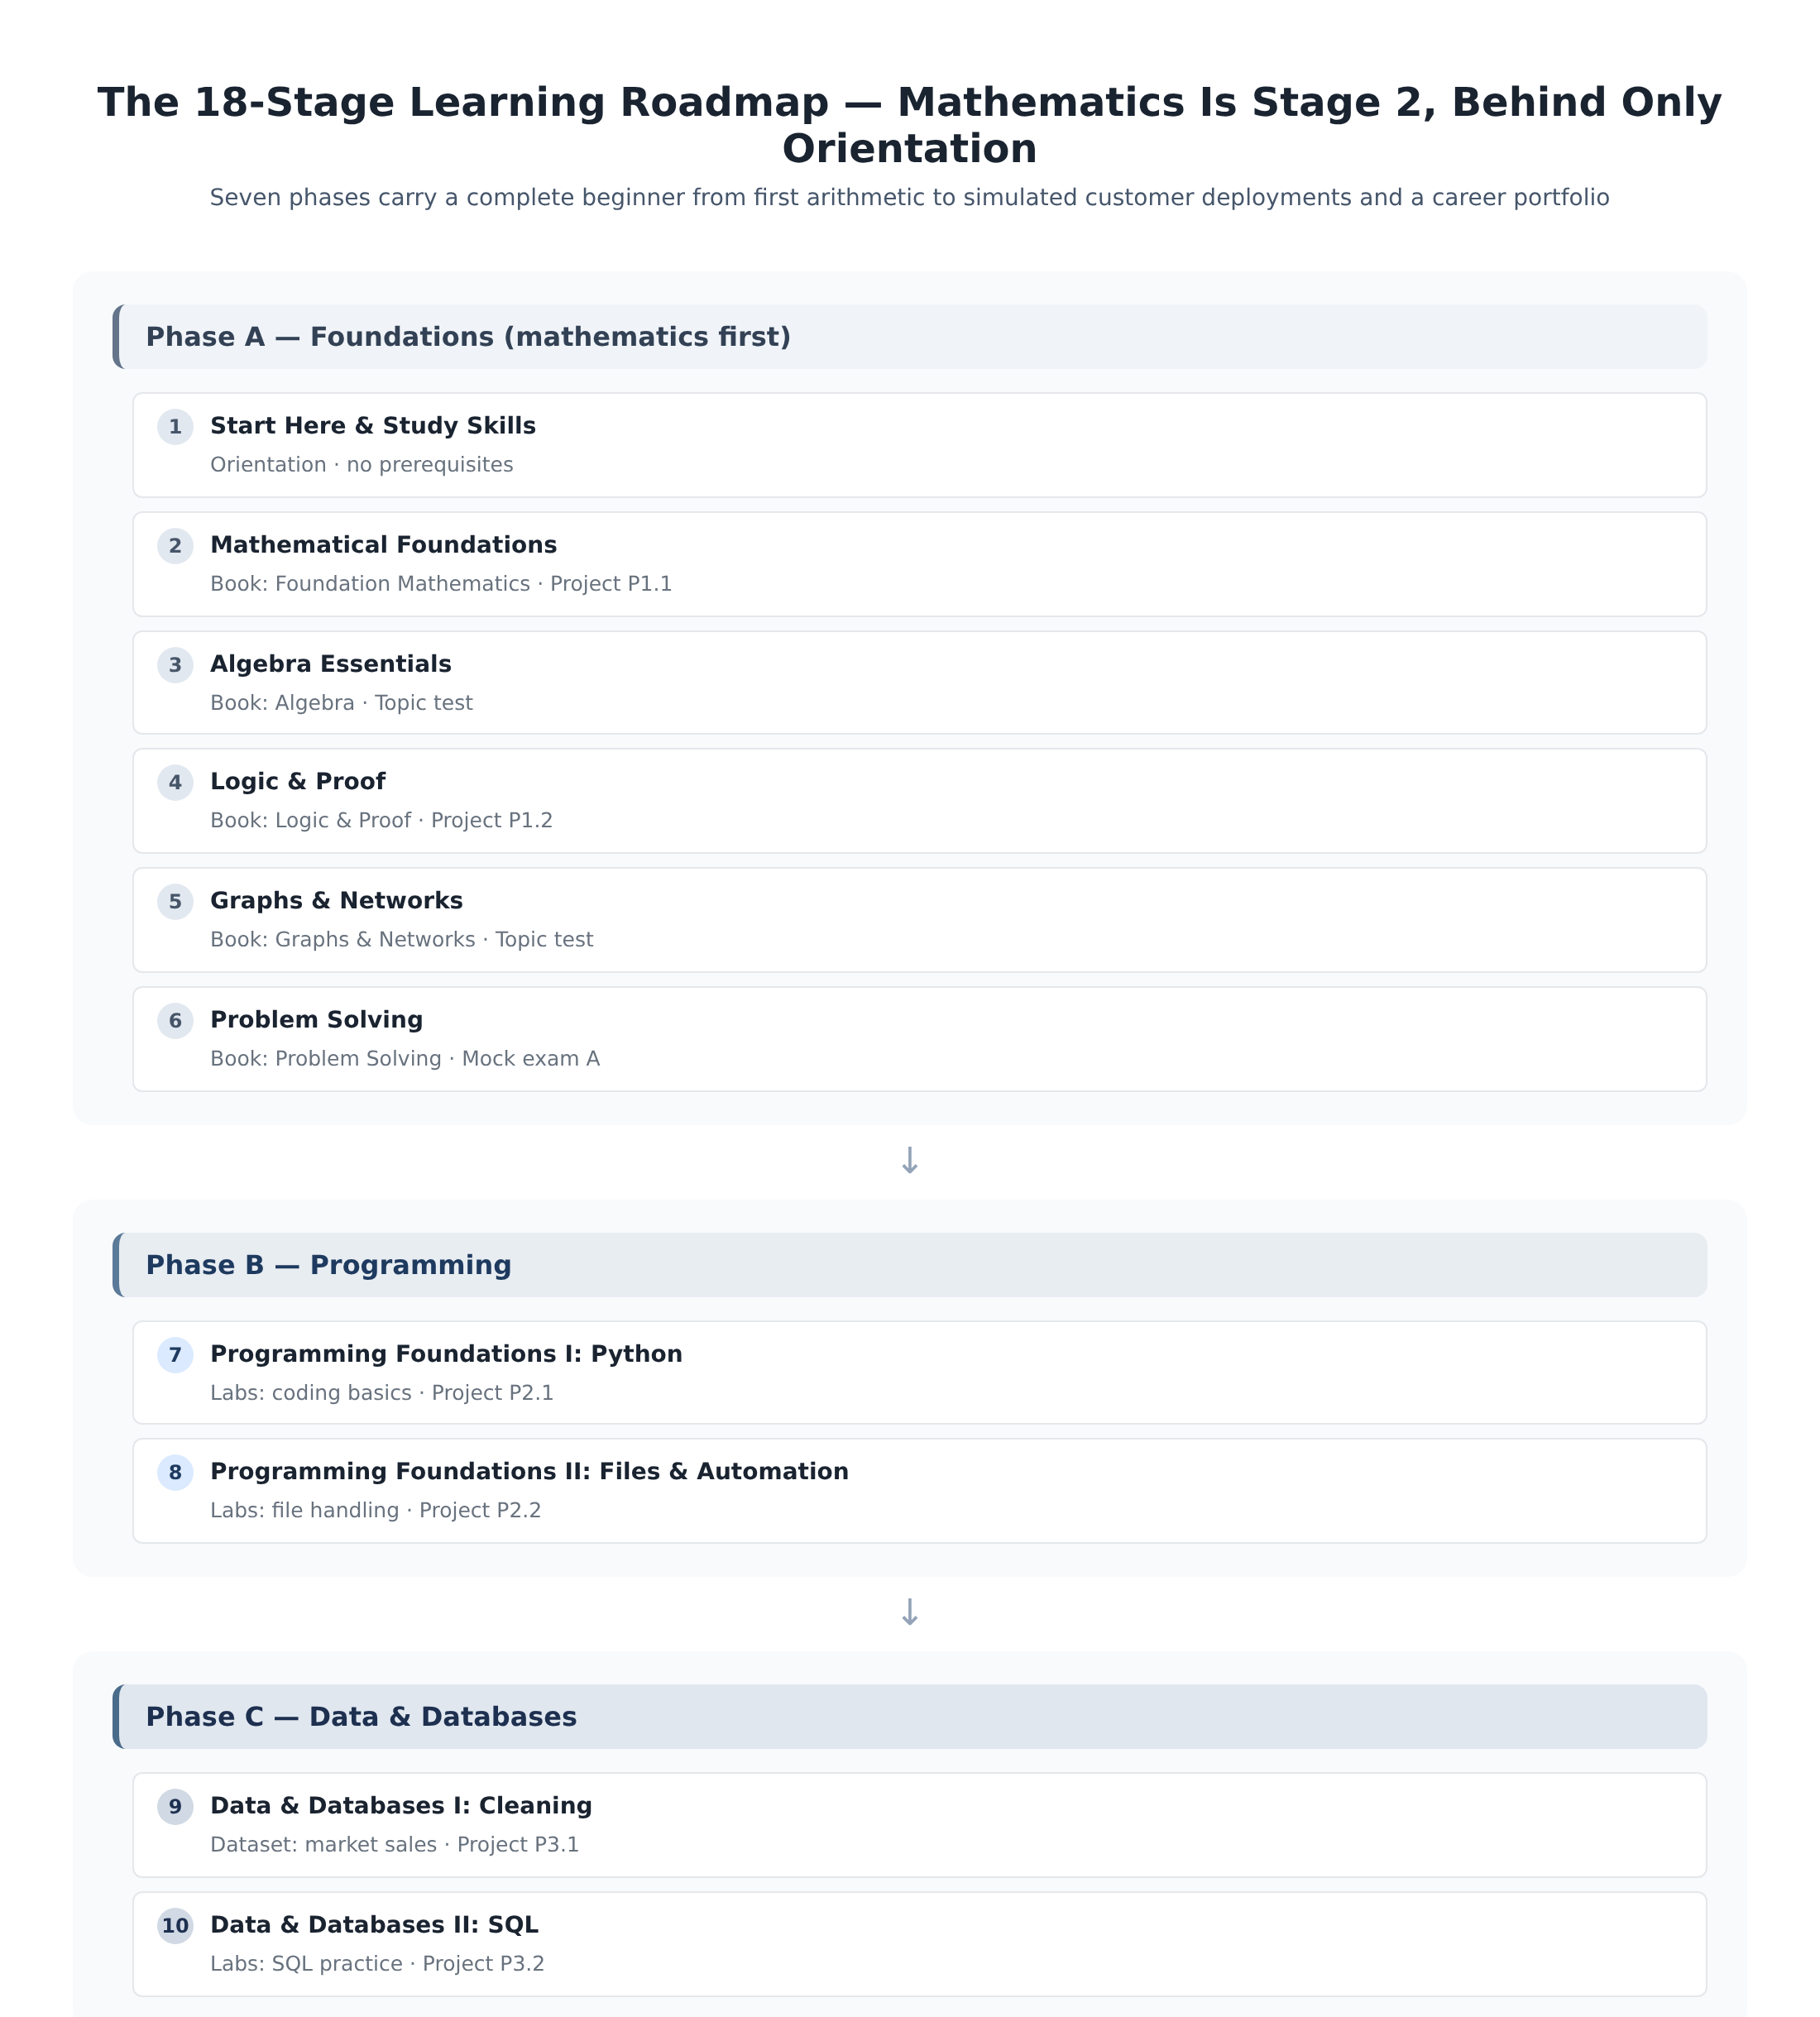 The 18-Stage Learning Roadmap — Mathematics Is Stage 2, Behind Only
Orientation
Seven phases carry a complete beginner from first arithmetic to simulated customer deployments and a career portfolio
Phase A — Foundations (mathematics first)
1 Start Here & Study Skills
Orientation · no prerequisites
2 Mathematical Foundations
Book: Foundation Mathematics · Project P1.1
3 Algebra Essentials
Book: Algebra · Topic test
4 Logic & Proof
Book: Logic & Proof · Project P1.2
5 Graphs & Networks
Book: Graphs & Networks · Topic test
6 Problem Solving
Book: Problem Solving · Mock exam A
↓
Phase B — Programming
7 Programming Foundations I: Python
Labs: coding basics · Project P2.1
8 Programming Foundations II: Files & Automation
Labs: file handling · Project P2.2
↓
Phase C — Data & Databases
9 Data & Databases I: Cleaning
Dataset: market sales · Project P3.1
10 Data & Databases II: SQL
Labs: SQL practice · Project P3.2